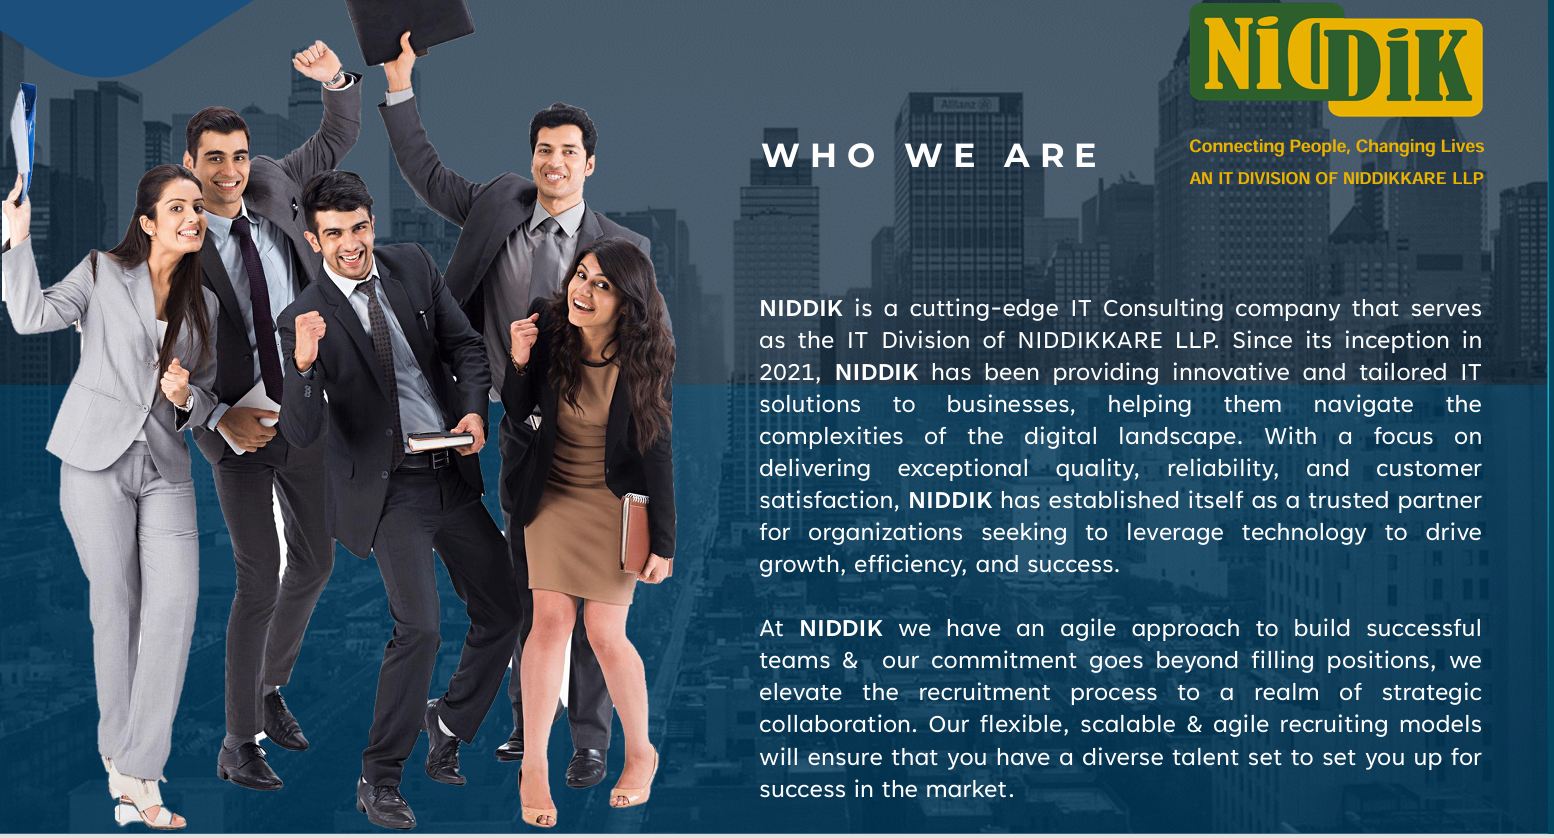 NiDDiK
Connecting People, Changing Lives
AN IT DIVISION OF NIDDIKKARE LLP
Allianz
WHO WE ARE
NIDDIK is a cutting-edge IT Consulting company that serves
as the IT Division of NIDDIKKARE LLP. Since its inception in
2021, NIDDIK has been providing innovative and tailored IT
solutions to businesses, helping them navigate the
complexities of the digital landscape. With a focus on
delivering exceptional quality, reliability, and customer
satisfaction, NIDDIK has established itself as a trusted partner
for organizations seeking to leverage technology to drive
growth, efficiency, and success.
At NIDDIK we have an agile approach to build successful
teams & our commitment goes beyond filling positions, we
elevate the recruitment process to a realm of strategic
collaboration. Our flexible, scalable & agile recruiting models
will ensure that you have a diverse talent set to set you up for
success in the market.